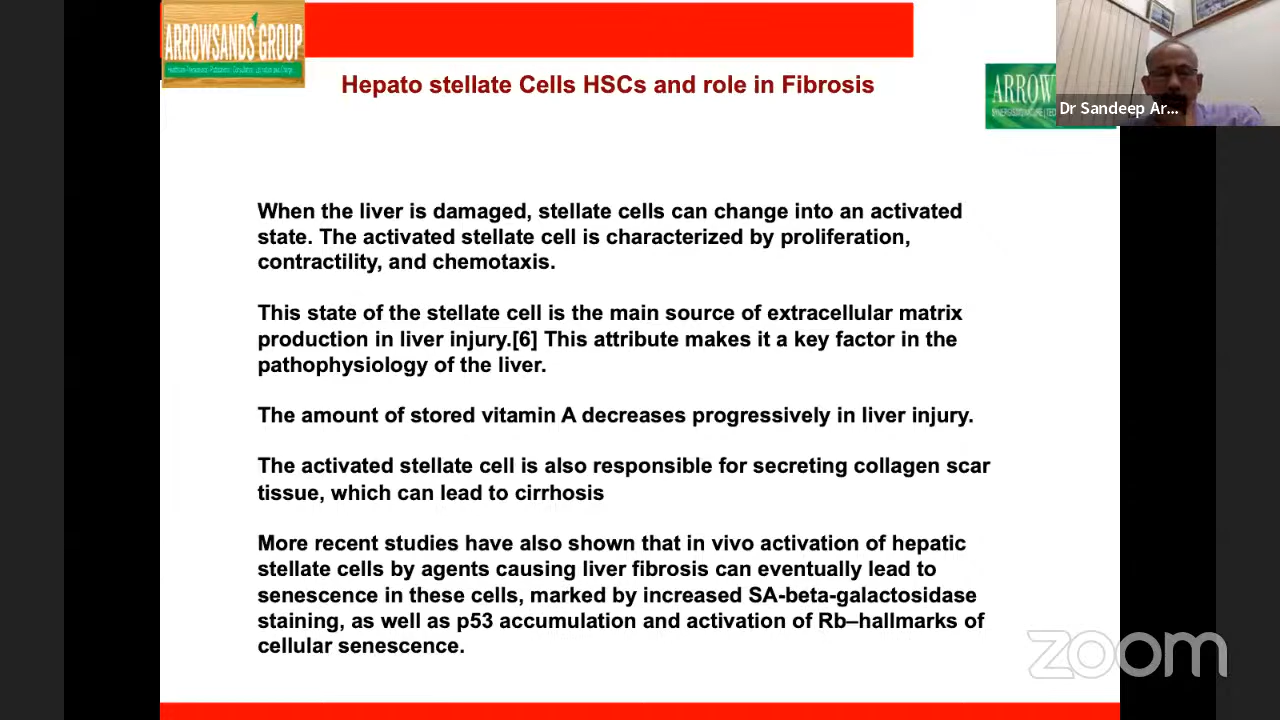 ARROWSANDS GROUP
Hepato stellate Cells HSCs and role in Fibrosis
ARROW
Dr Sandeep Ar...
When the liver is damaged, stellate cells can change into an activated
state. The activated stellate cell is characterized by proliferation,
contractility, and chemotaxis.
This state of the stellate cell is the main source of extracellular matrix
production in liver injury.[6] This attribute makes it a key factor in the
pathophysiology of the liver.
The amount of stored vitamin A decreases progressively in liver injury.
The activated stellate cell is also responsible for secreting collagen scar
tissue, which can lead to cirrhosis
More recent studies have also shown that in vivo activation of hepatic
stellate cells by agents causing liver fibrosis can eventually lead to
senescence in these cells, marked by increased SA-beta-galactosidase
staining, as well as p53 accumulation and activation of Rb–hallmarks of
cellular senescence.
zoom